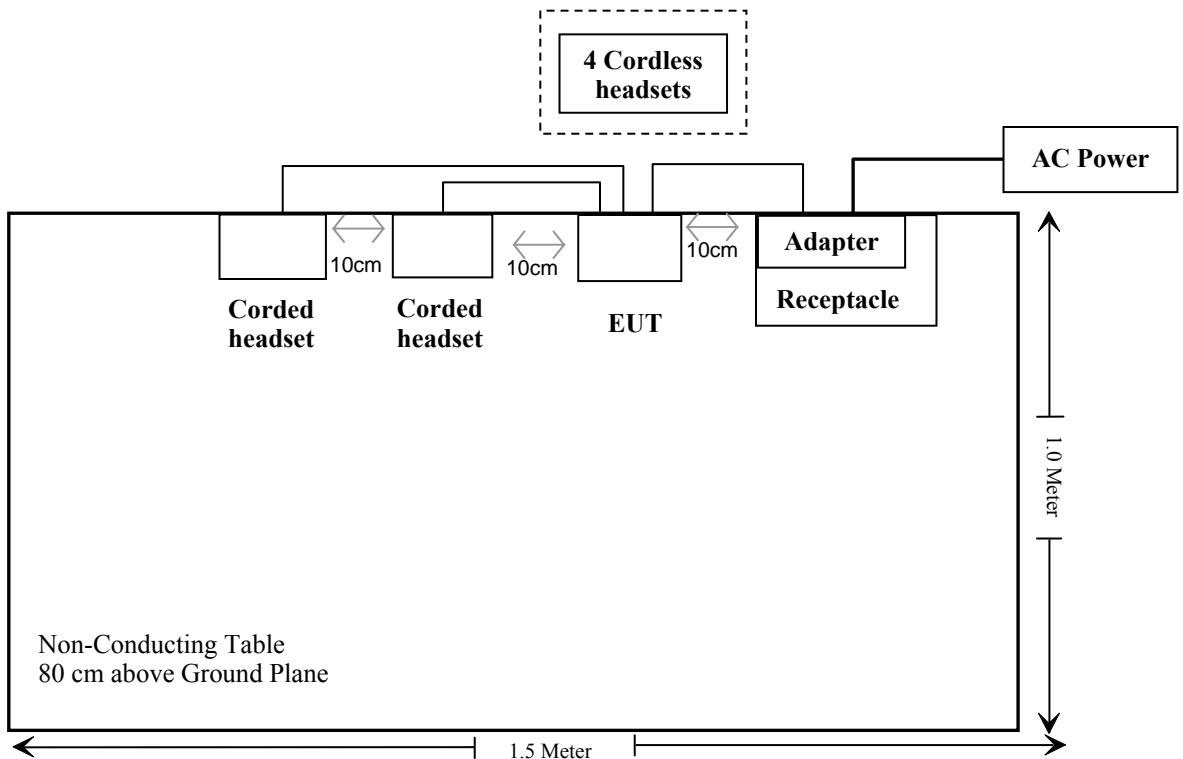 4 Cordless
headsets
AC Power
Adapter
10cm
10cm
10cm
Receptacle
Corded
headset
Corded
headset
EUT
1.0 Meter
Non-Conducting Table
80 cm above Ground Plane
1.5 Meter